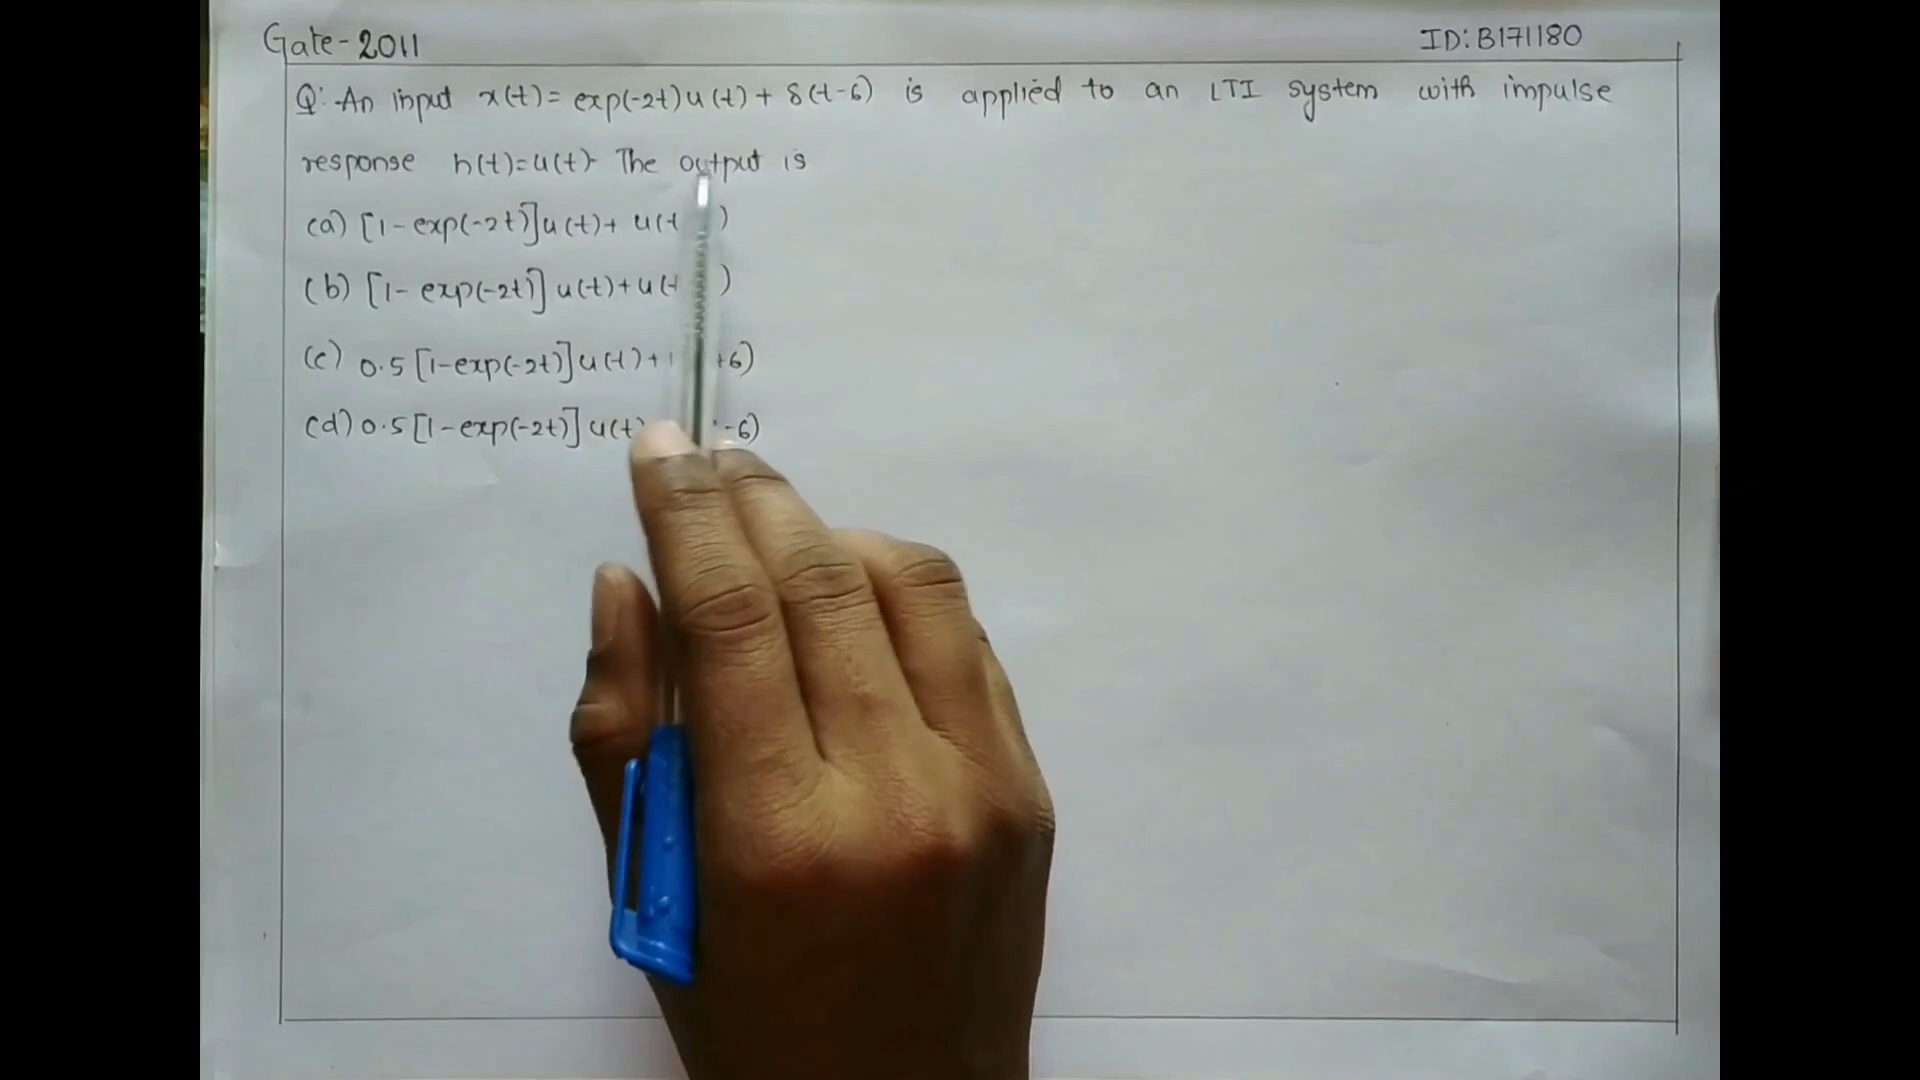 Gate-2011
ID:B171180
Q:-An input x(t)= exp(-2t)u(t)+ δ(t-6) is applied to an LTI system with impulse
response h(t)=u(t). The output is
(a) [1-exp(-2t)]u(t)+ u(t )
(b) [1- exp(-2t)] u(t)+u(t )
(c) 0.5 [1-exp(-2t)]u(t)+ +6)
(d) 0.5 [1-exp(-2t)] u(t) -6)